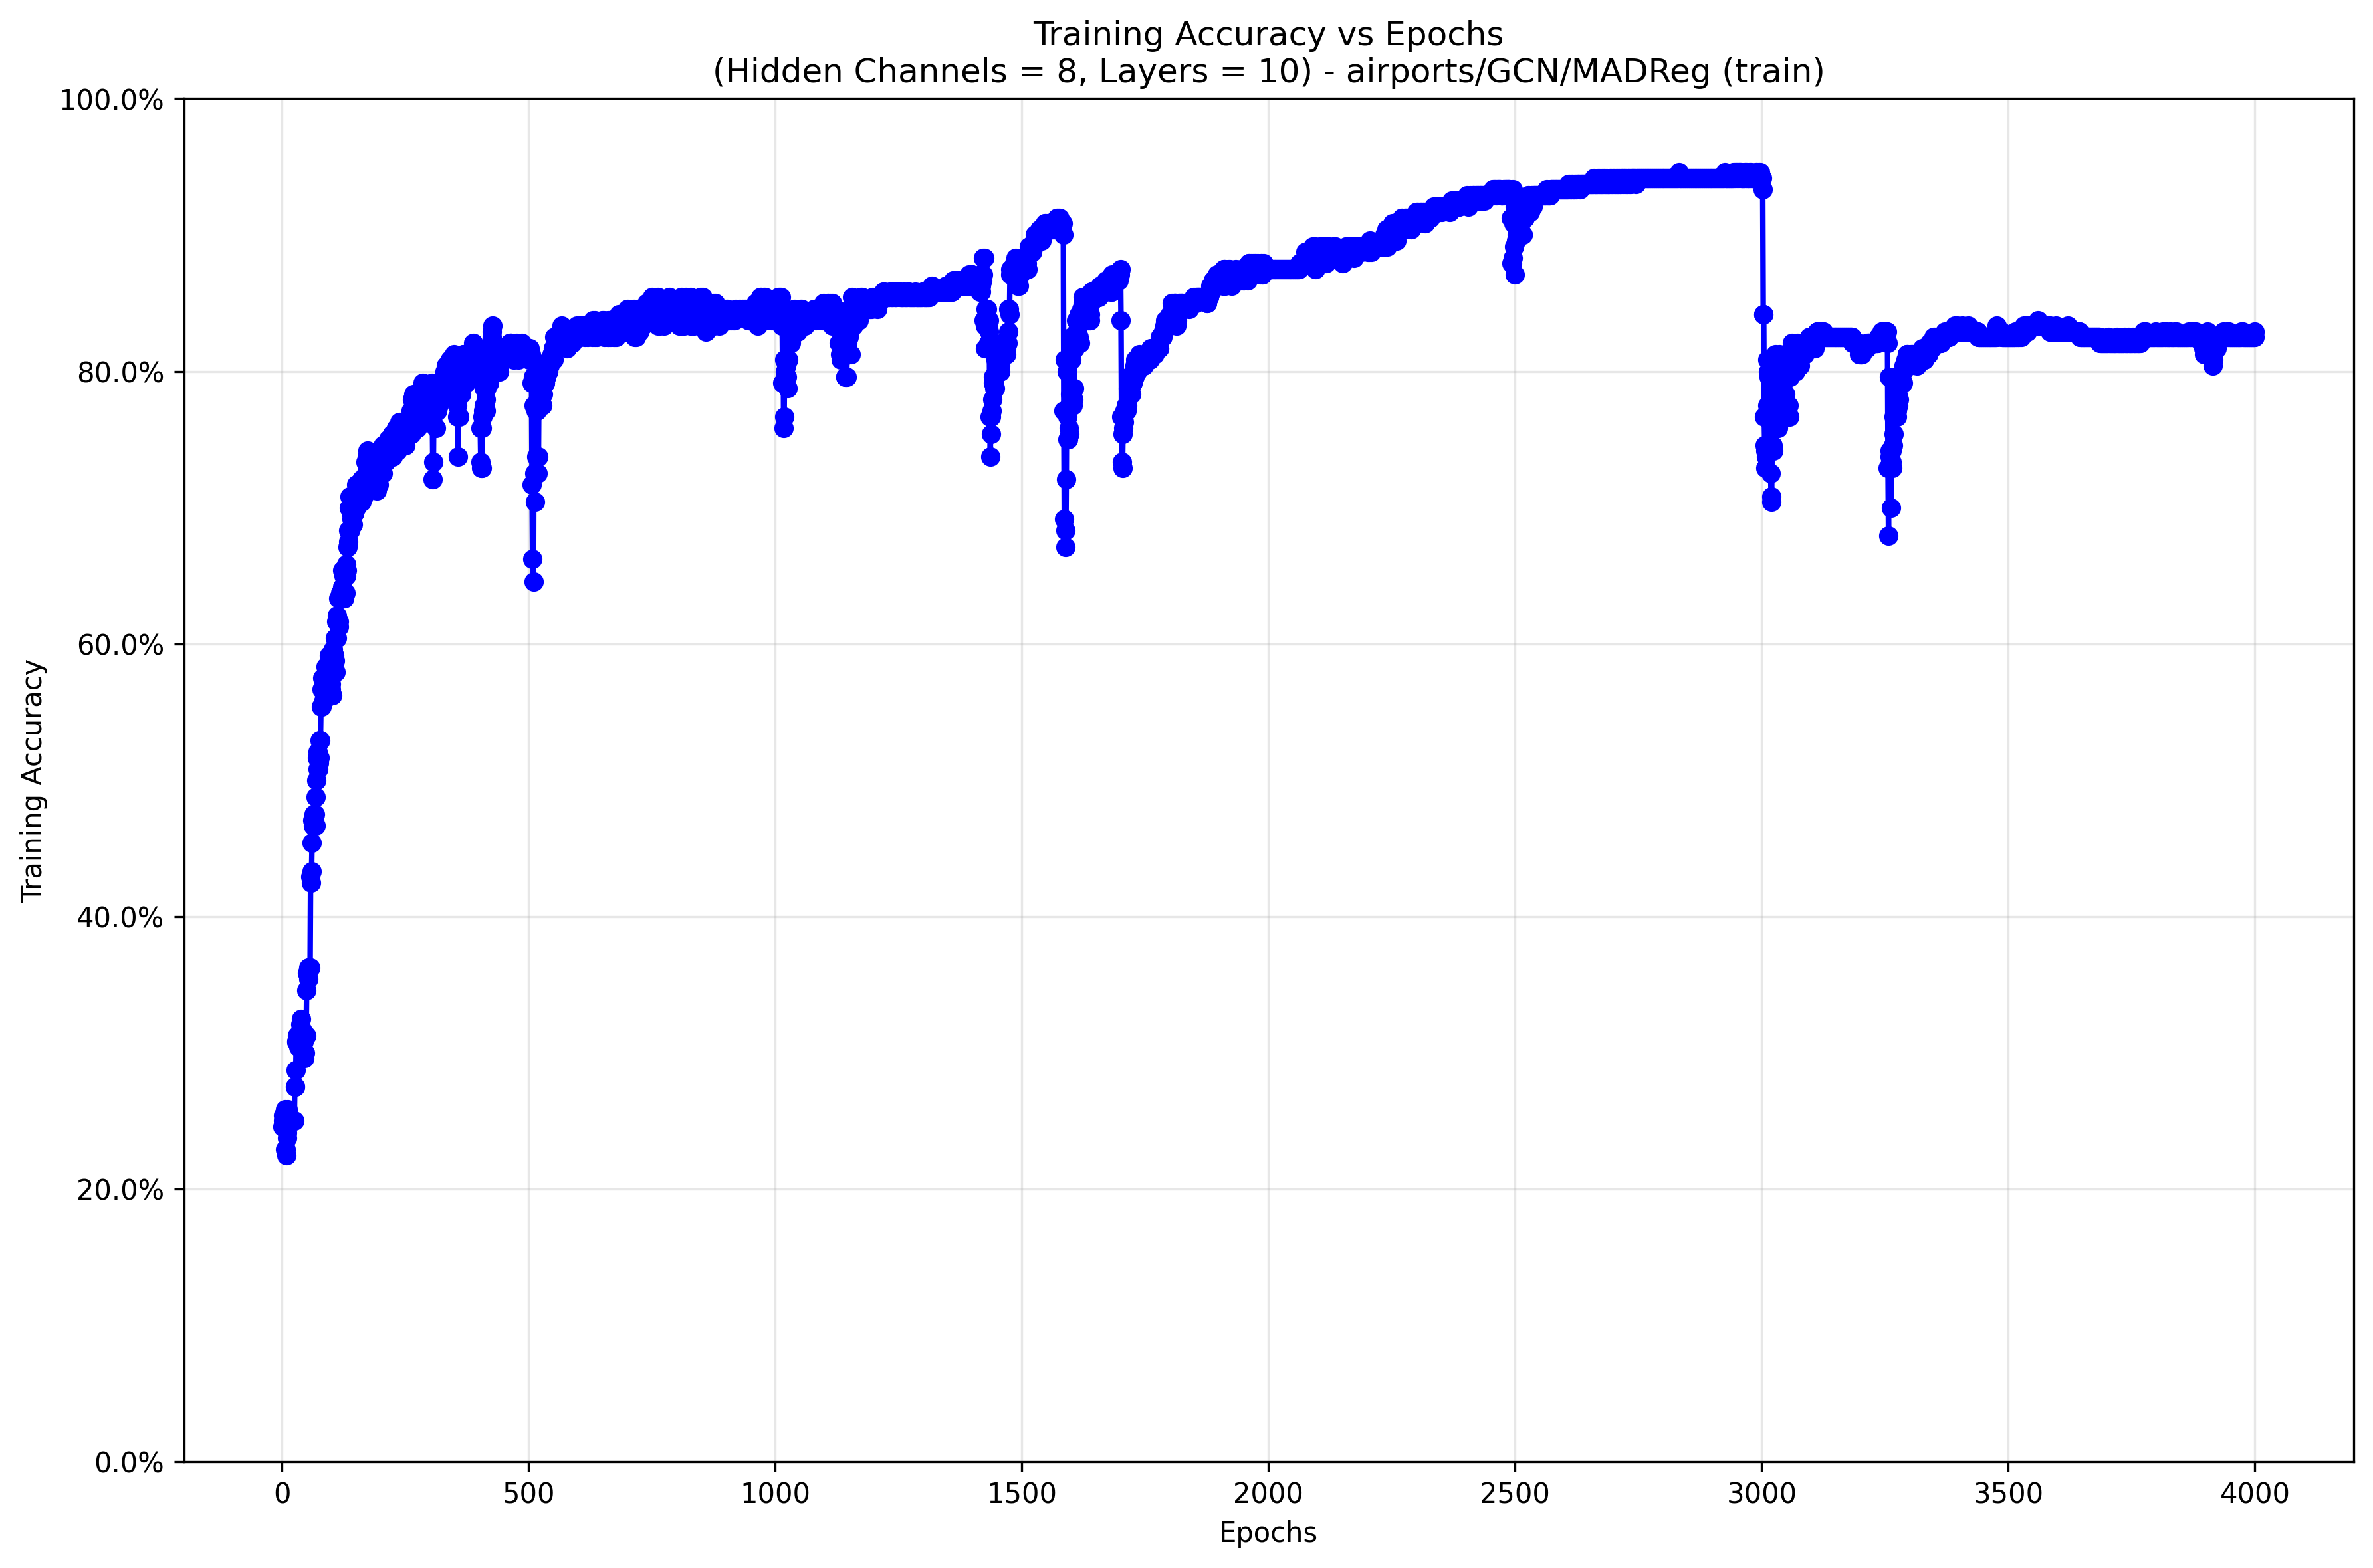 Training Accuracy vs Epochs
(Hidden Channels = 8, Layers = 10) - airports/GCN/MADReg (train)
100.0%
80.0%
60.0%
40.0%
20.0%
0.0%
Training Accuracy
0 500 1000 1500 2000 2500 3000 3500 4000
Epochs